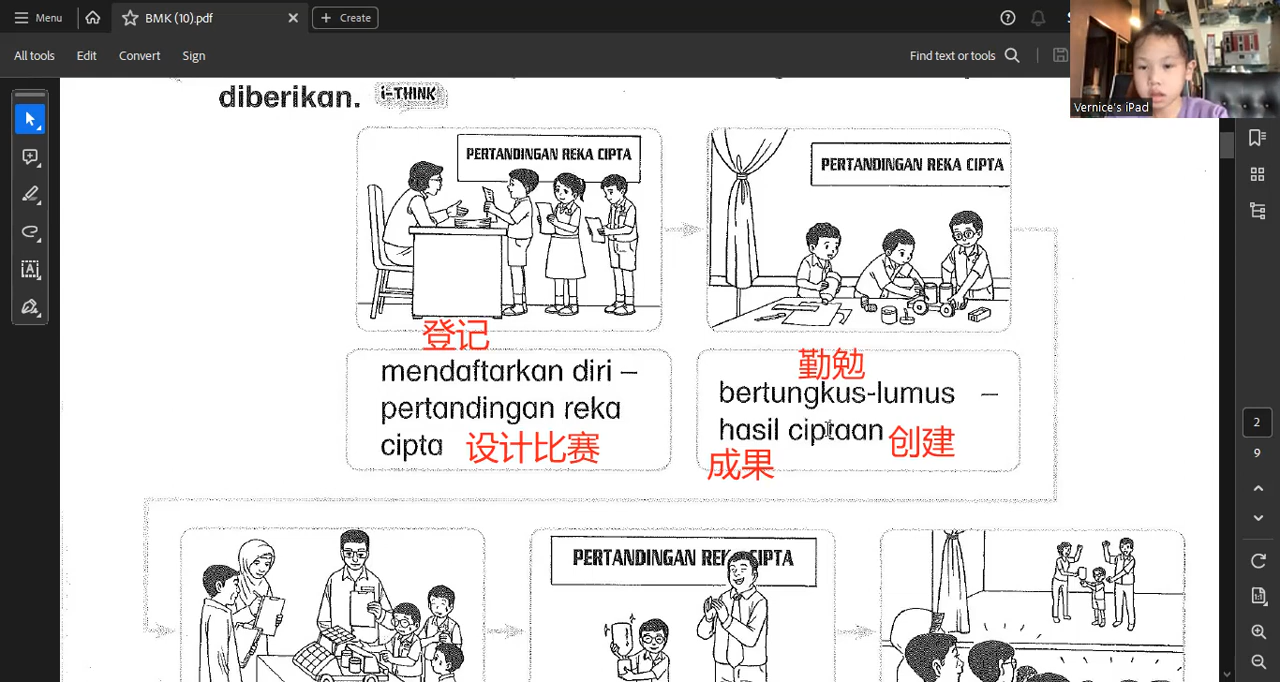 Menu
BMK (10).pdf
Create
All tools
Edit
Convert
Sign
Find text or tools
Vernice's iPad
diberikan.
i-THINK
PERTANDINGAN REKA CIPTA
PERTANDINGAN REKA CIPTA
登记
mendaftarkan diri –
pertandingan reka
cipta
设计比赛
勤勉
bertungkus-lumus –
hasil ciptaan
创建
成果
2
9
PERTANDINGAN REKA CIPTA